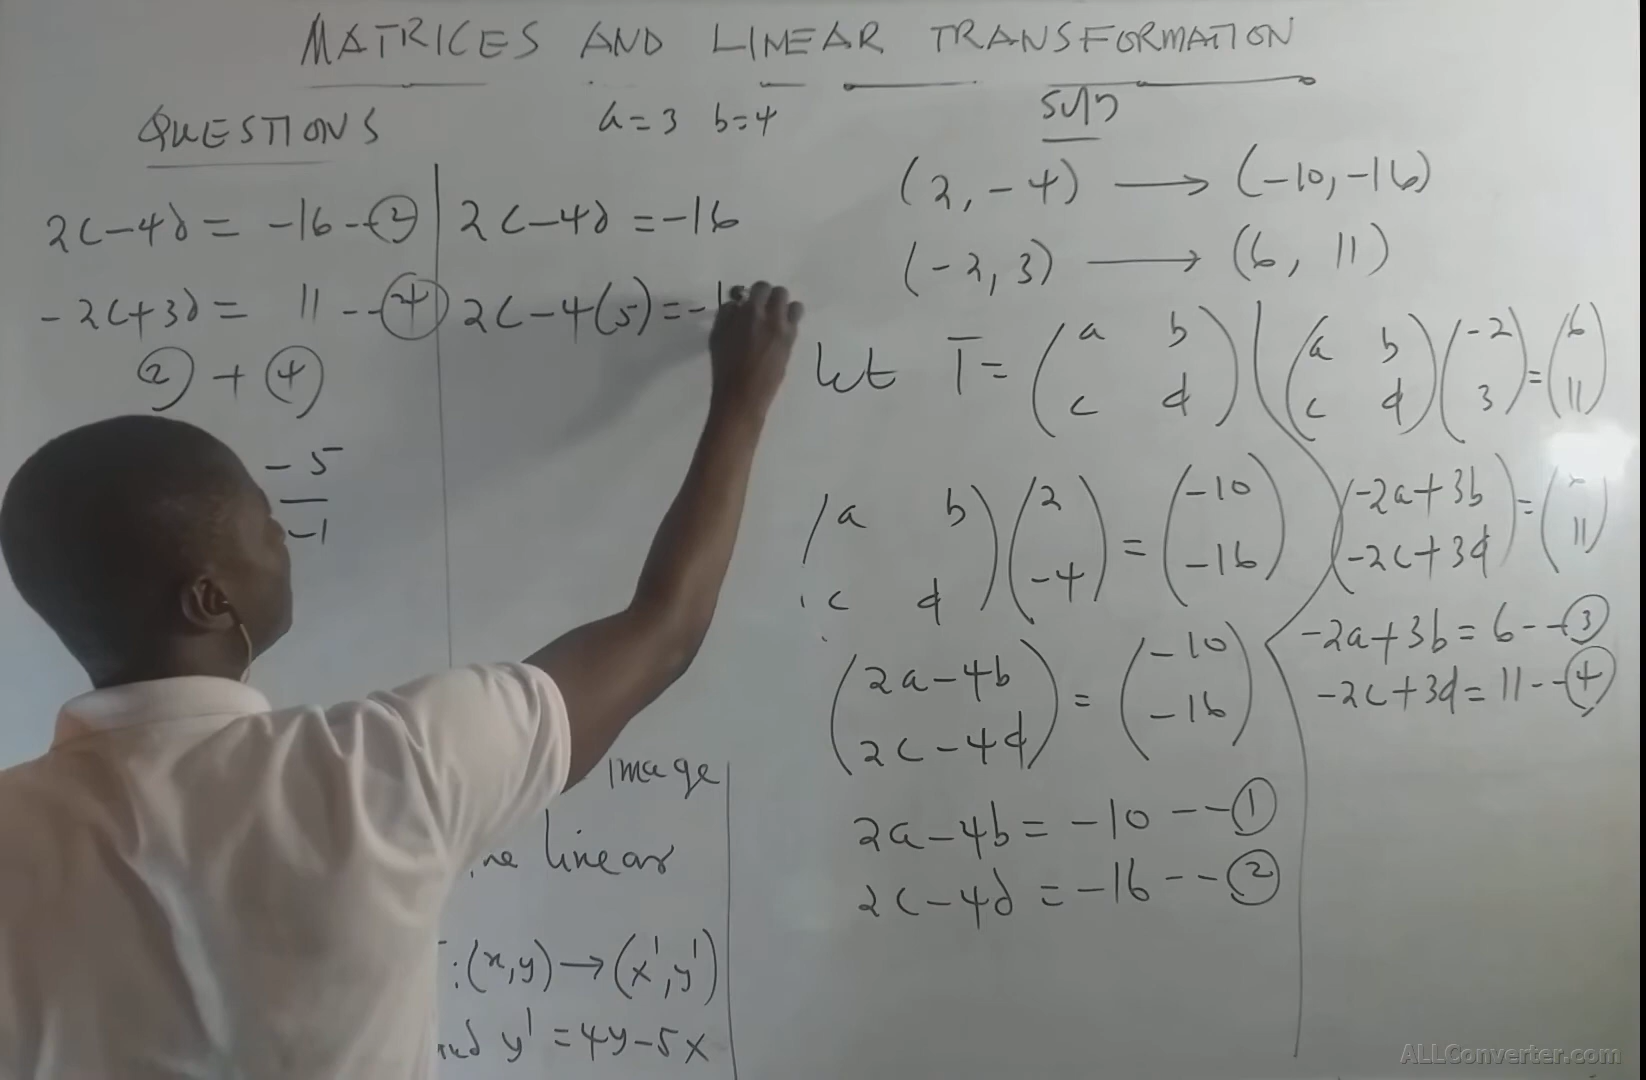 MATRICES AND LINEAR TRANSFORMATION
QUESTIONS
a=3 b=4
2c-4d = -16 -- ②
-2c+3d = 11 -- ④
② + ④
-5
-1
2c-4d = -16
2c-4(5) = -1
image
linear
:(x,y)→(x',y')
y' = 4y-5x
soln
(2, -4) → (-10, -16)
(-2, 3) → (6, 11)
let T = (a b
c d)
(a b
c d) (2
-4) = (-10
-16)
(2a-4b
2c-4d) = (-10
-16)
2a-4b = -10 -- ①
2c-4d = -16 -- ②
(a b
c d) (-2
3) = (6
11)
(-2a+3b
-2c+3d) = (
11)
-2a+3b = 6 -- ③
-2c+3d = 11 -- ④
ALLConverter.com